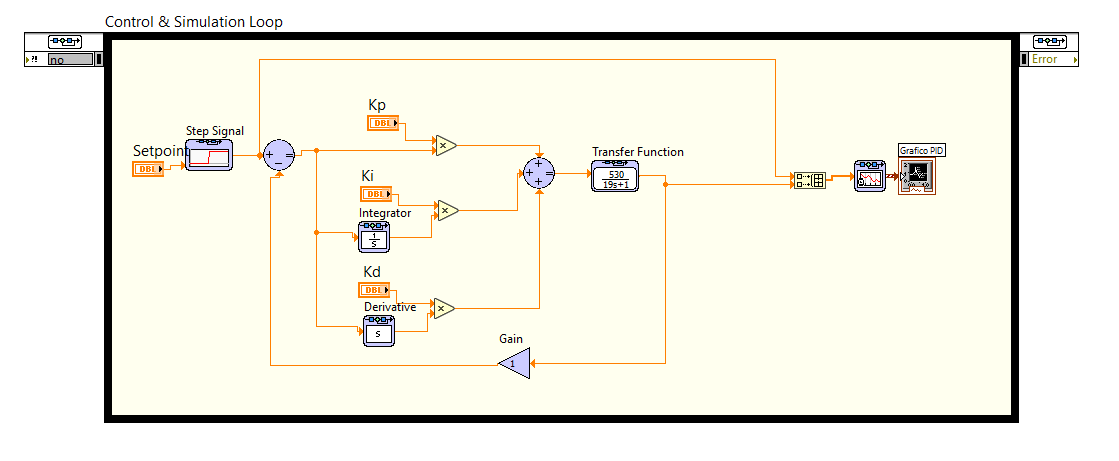 Control & Simulation Loop
?! no
Error
Step Signal
Setpoint
DBL
+ − =
Kp
DBL
×
Ki
DBL
×
Integrator
1
s
Kd
DBL
×
Derivative
s
+ + + =
Transfer Function
530
19s+1
Grafico PID
Gain
1